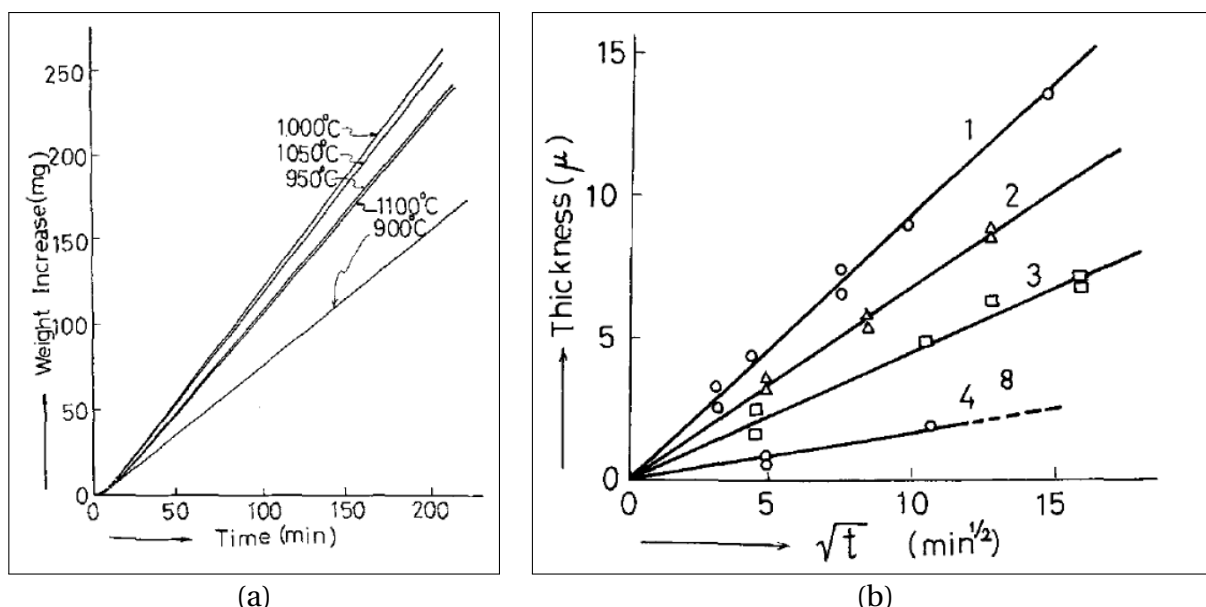 250
200
150
100
50
0
Weight Increase(mg)
1000°C
1050°C
950°C
1100°C
900°C
0 50 100 150 200
Time (min)
(a)
15
10
5
0
Thickness(μ)
1
2
3
4
8
0 5 10 15
√t (min^1/2)
(b)